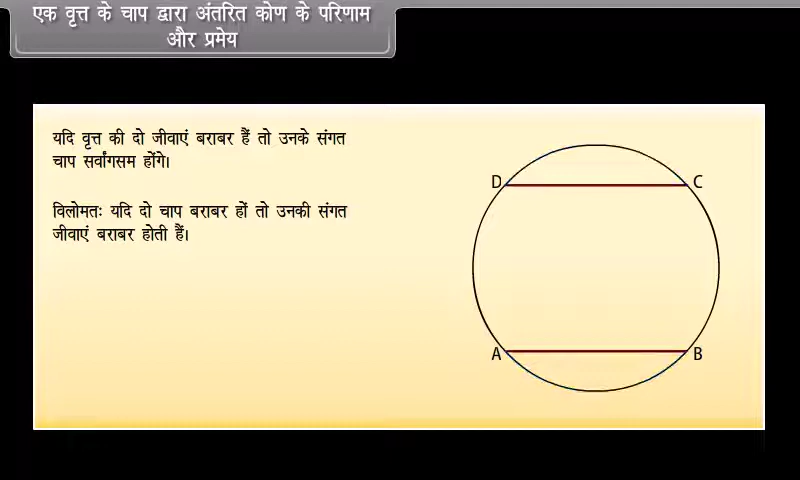 एक वृत्त के चाप द्वारा अंतरित कोण के परिणाम
और प्रमेय
यदि वृत्त की दो जीवाएं बराबर हैं तो उनके संगत
चाप सर्वांगसम होंगे।
विलोमतः यदि दो चाप बराबर हों तो उनकी संगत
जीवाएं बराबर होती हैं।
D
C
A
B